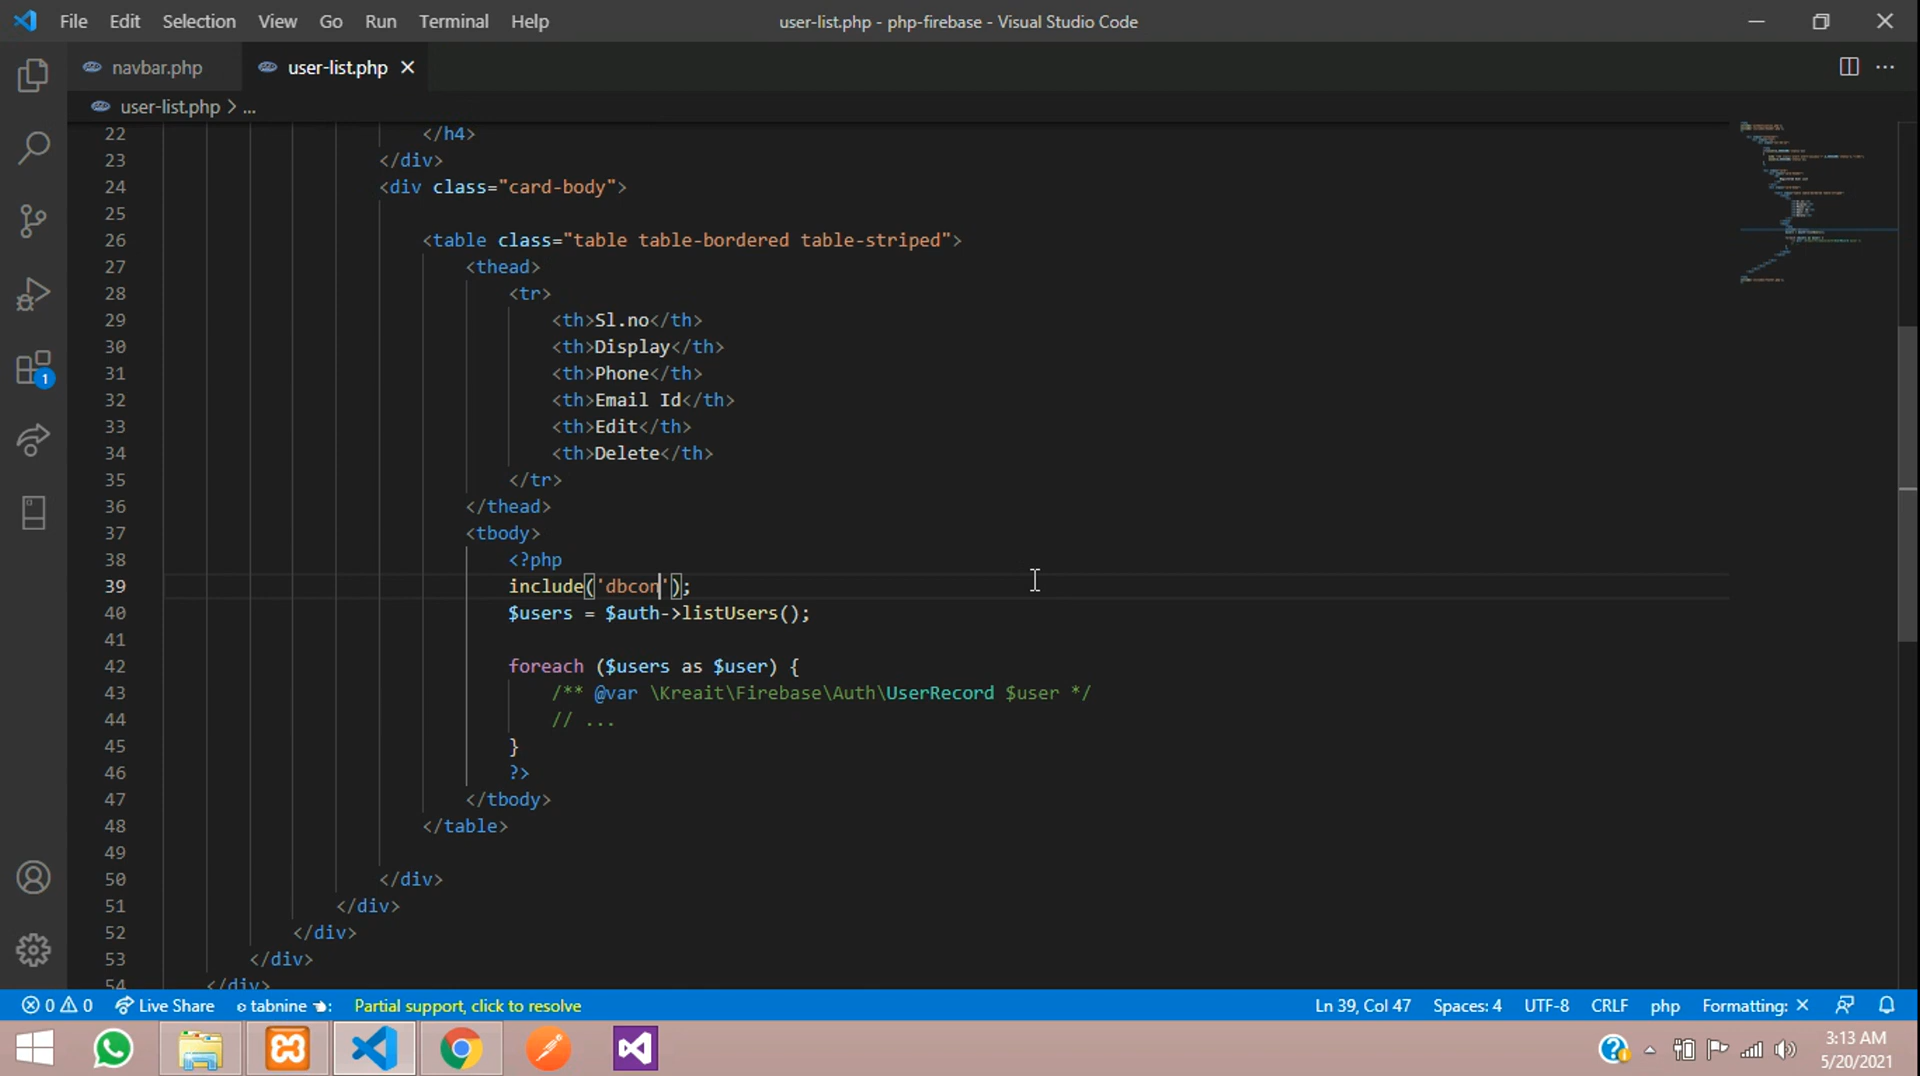 File Edit Selection View Go Run Terminal Help user-list.php - php-firebase - Visual Studio Code
navbar.php user-list.php
user-list.php > ...
22 </h4>
23 </div>
24 <div class="card-body">
25
26 <table class="table table-bordered table-striped">
27 <thead>
28 <tr>
29 <th>Sl.no</th>
30 <th>Display</th>
31 <th>Phone</th>
32 <th>Email Id</th>
33 <th>Edit</th>
34 <th>Delete</th>
35 </tr>
36 </thead>
37 <tbody>
38 <?php
39 include('dbcon');
40 $users = $auth->listUsers();
41
42 foreach ($users as $user) {
43 /** @var \Kreait\Firebase\Auth\UserRecord $user */
44 // ...
45 }
46 ?>
47 </tbody>
48 </table>
49
50 </div>
51 </div>
52 </div>
53 </div>
54 </div>
1
0 0 Live Share tabnine Partial support, click to resolve Ln 39, Col 47 Spaces: 4 UTF-8 CRLF php Formatting: ×
3:13 AM
5/20/2021